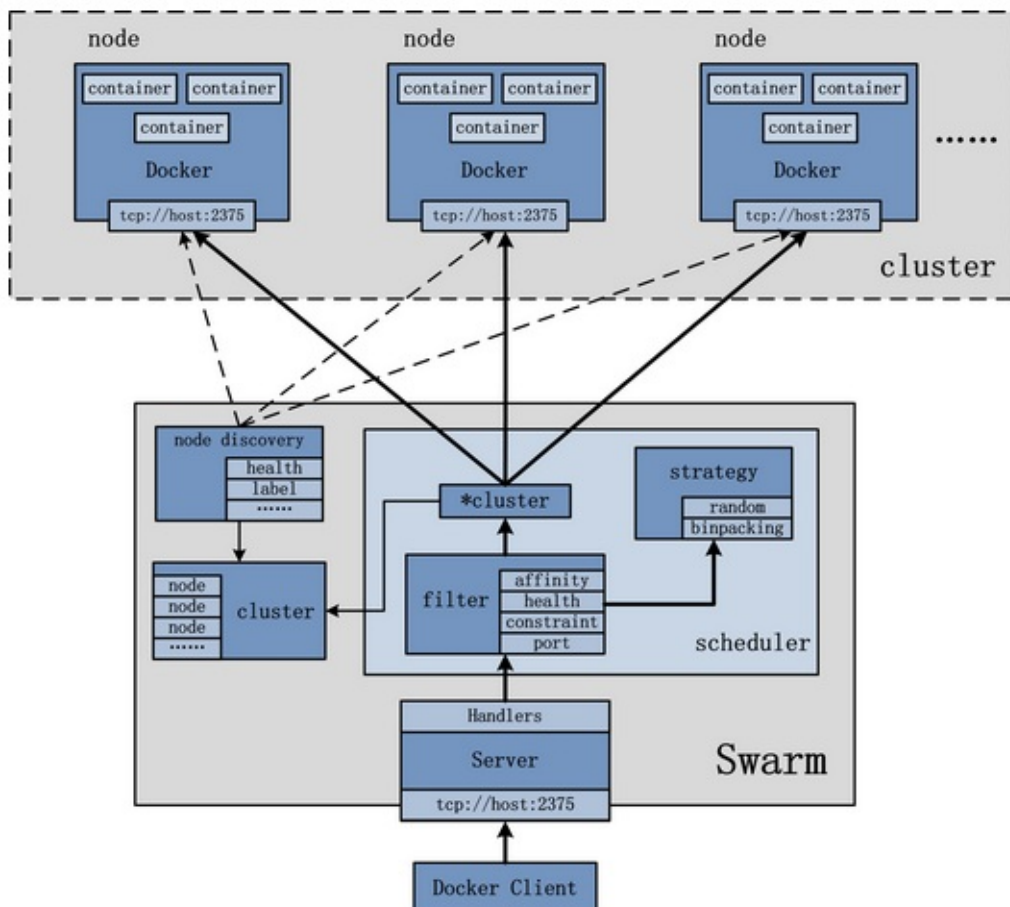 node
node
node
container
container
container
container
container
container
container
container
container
Docker
Docker
Docker
......
tcp://host:2375
tcp://host:2375
tcp://host:2375
cluster
node discovery
health
label
......
strategy
random
binpacking
*cluster
node
node
node
......
cluster
filter
affinity
health
constraint
port
scheduler
Handlers
Server
tcp://host:2375
Swarm
Docker Client